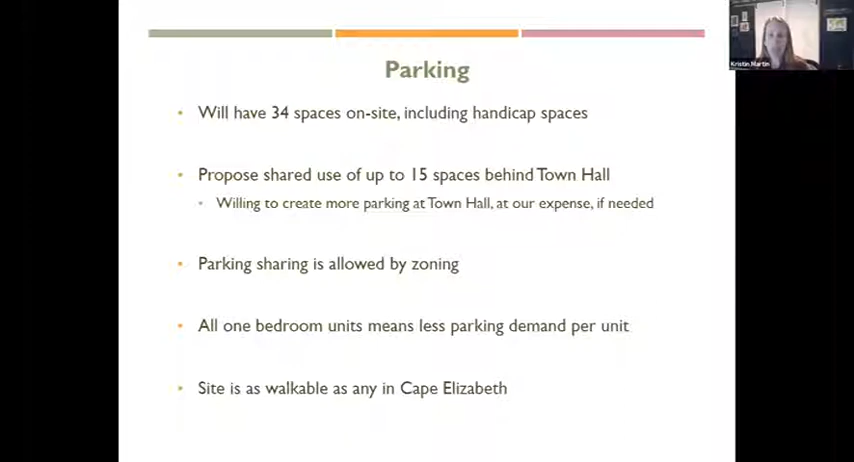 Parking
Kristin Martin
• Will have 34 spaces on-site, including handicap spaces
• Propose shared use of up to 15 spaces behind Town Hall
• Willing to create more parking at Town Hall, at our expense, if needed
• Parking sharing is allowed by zoning
• All one bedroom units means less parking demand per unit
• Site is as walkable as any in Cape Elizabeth